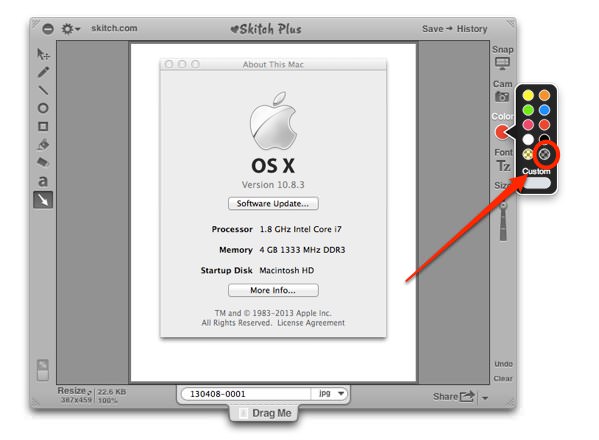 skitch.com
Skitch Plus
Save → History
Snap
Cam
Color
Font
Tz
Size
Custom
a
About This Mac
OS X
Version 10.8.3
Software Update...
Processor 1.8 GHz Intel Core i7
Memory 4 GB 1333 MHz DDR3
Startup Disk Macintosh HD
More Info...
TM and © 1983-2013 Apple Inc.
All Rights Reserved. License Agreement
Undo
Clear
Resize 22.6 KB
387x459 100%
130408-0001 jpg
Share
Drag Me